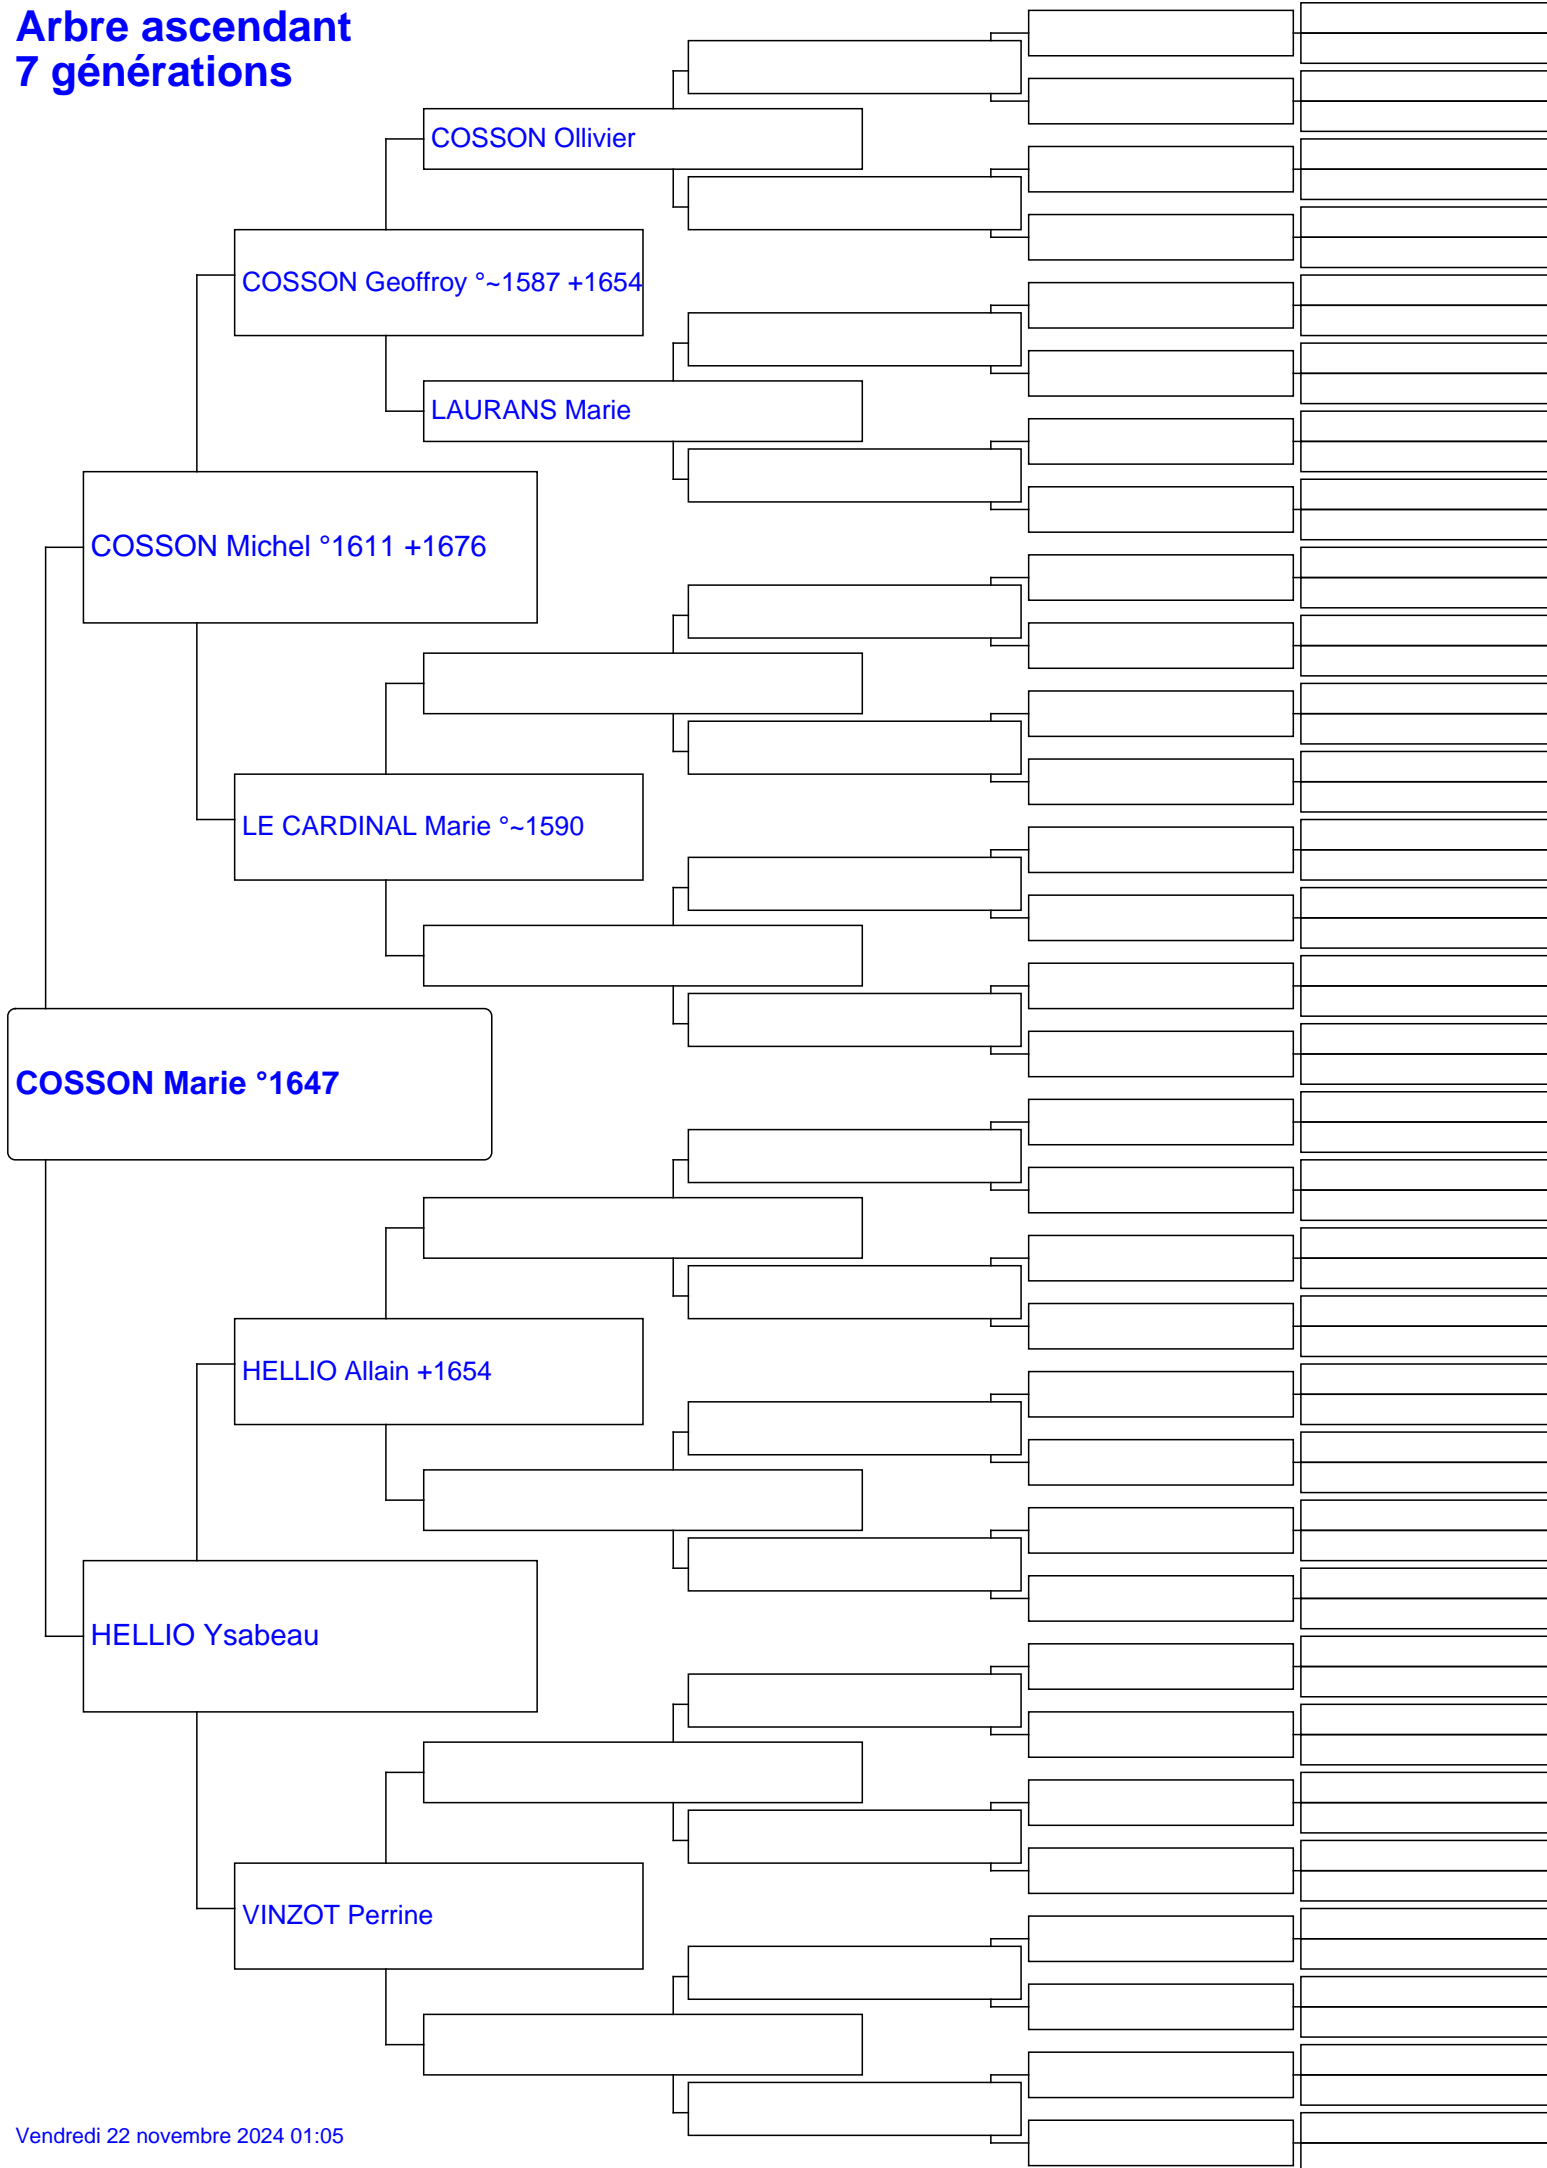 Arbre ascendant
7 générations
COSSON Ollivier
COSSON Geoffroy °~1587 +1654
LAURANS Marie
COSSON Michel °1611 +1676
LE CARDINAL Marie °~1590
COSSON Marie °1647
HELLIO Allain +1654
HELLIO Ysabeau
VINZOT Perrine
Vendredi 22 novembre 2024 01:05